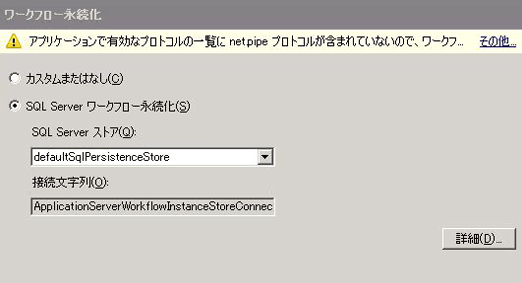 ワークフロー永続化
アプリケーションで有効なプロトコルの一覧に net.pipe プロトコルが含まれていないので、ワークフ... その他...
カスタムまたはなし(C)
SQL Server ワークフロー永続化(S)
SQL Server ストア(Q):
defaultSqlPersistenceStore
接続文字列(O):
ApplicationServerWorkflowInstanceStoreConnec
詳細(D)...